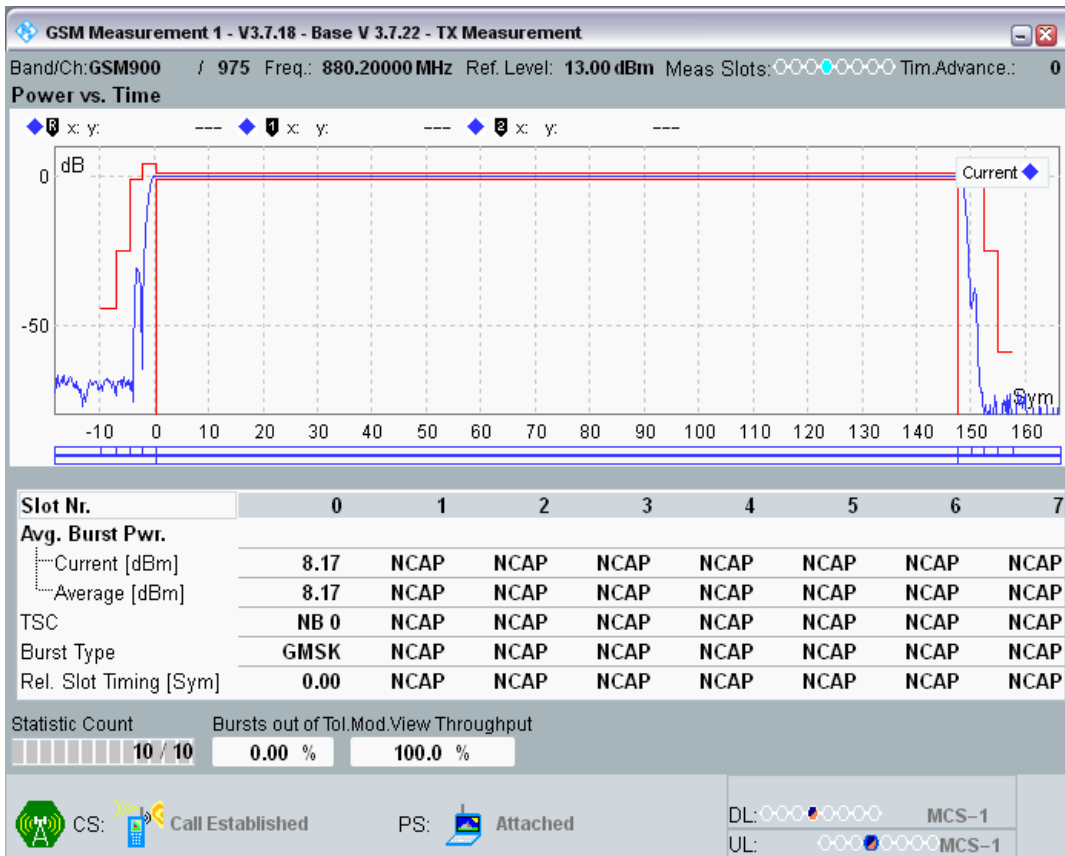 GSM Measurement 1 - V3.7.18 - Base V 3.7.22 - TX Measurement
Band/Ch:GSM900 / 975 Freq.: 880.20000 MHz Ref. Level: 13.00 dBm Meas Slots: Tim.Advance.: 0
Power vs. Time
R x: y: --- 1 x: y: --- 2 x: y: ---
dB
Current
0
-50
Sym
-10 0 10 20 30 40 50 60 70 80 90 100 110 120 130 140 150 160
Slot Nr. 0 1 2 3 4 5 6 7
Avg. Burst Pwr.
Current [dBm] 8.17 NCAP NCAP NCAP NCAP NCAP NCAP NCAP
Average [dBm] 8.17 NCAP NCAP NCAP NCAP NCAP NCAP NCAP
TSC NB 0 NCAP NCAP NCAP NCAP NCAP NCAP NCAP
Burst Type GMSK NCAP NCAP NCAP NCAP NCAP NCAP NCAP
Rel. Slot Timing [Sym] 0.00 NCAP NCAP NCAP NCAP NCAP NCAP NCAP
Statistic Count Bursts out of Tol.Mod.View Throughput
10 / 10 0.00 % 100.0 %
CS: Call Established PS: Attached
DL: MCS-1
UL: MCS-1